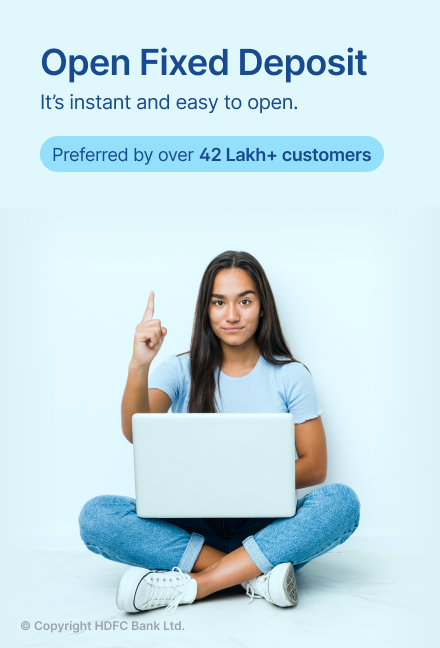 Open Fixed Deposit
It’s instant and easy to open.
Preferred by over 42 Lakh+ customers
© Copyright HDFC Bank Ltd.